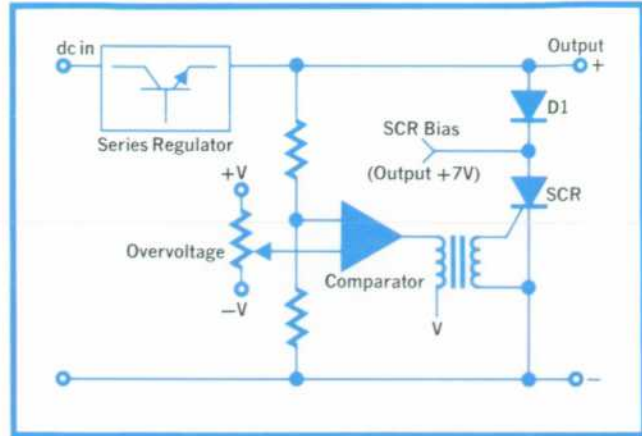 dc in
Output
+
D1
Series Regulator
SCR Bias
(Output +7V)
SCR
+V
Overvoltage
Comparator
−V
V
−